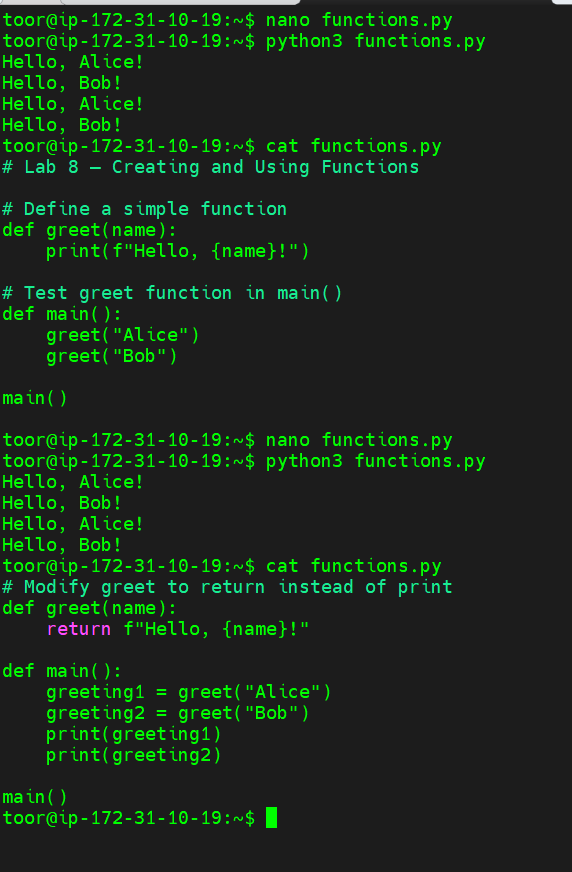 toor@ip-172-31-10-19:~$ nano functions.py
toor@ip-172-31-10-19:~$ python3 functions.py
Hello, Alice!
Hello, Bob!
Hello, Alice!
Hello, Bob!
toor@ip-172-31-10-19:~$ cat functions.py
# Lab 8 – Creating and Using Functions

# Define a simple function
def greet(name):
    print(f"Hello, {name}!")

# Test greet function in main()
def main():
    greet("Alice")
    greet("Bob")

main()

toor@ip-172-31-10-19:~$ nano functions.py
toor@ip-172-31-10-19:~$ python3 functions.py
Hello, Alice!
Hello, Bob!
Hello, Alice!
Hello, Bob!
toor@ip-172-31-10-19:~$ cat functions.py
# Modify greet to return instead of print
def greet(name):
    return f"Hello, {name}!"

def main():
    greeting1 = greet("Alice")
    greeting2 = greet("Bob")
    print(greeting1)
    print(greeting2)

main()
toor@ip-172-31-10-19:~$